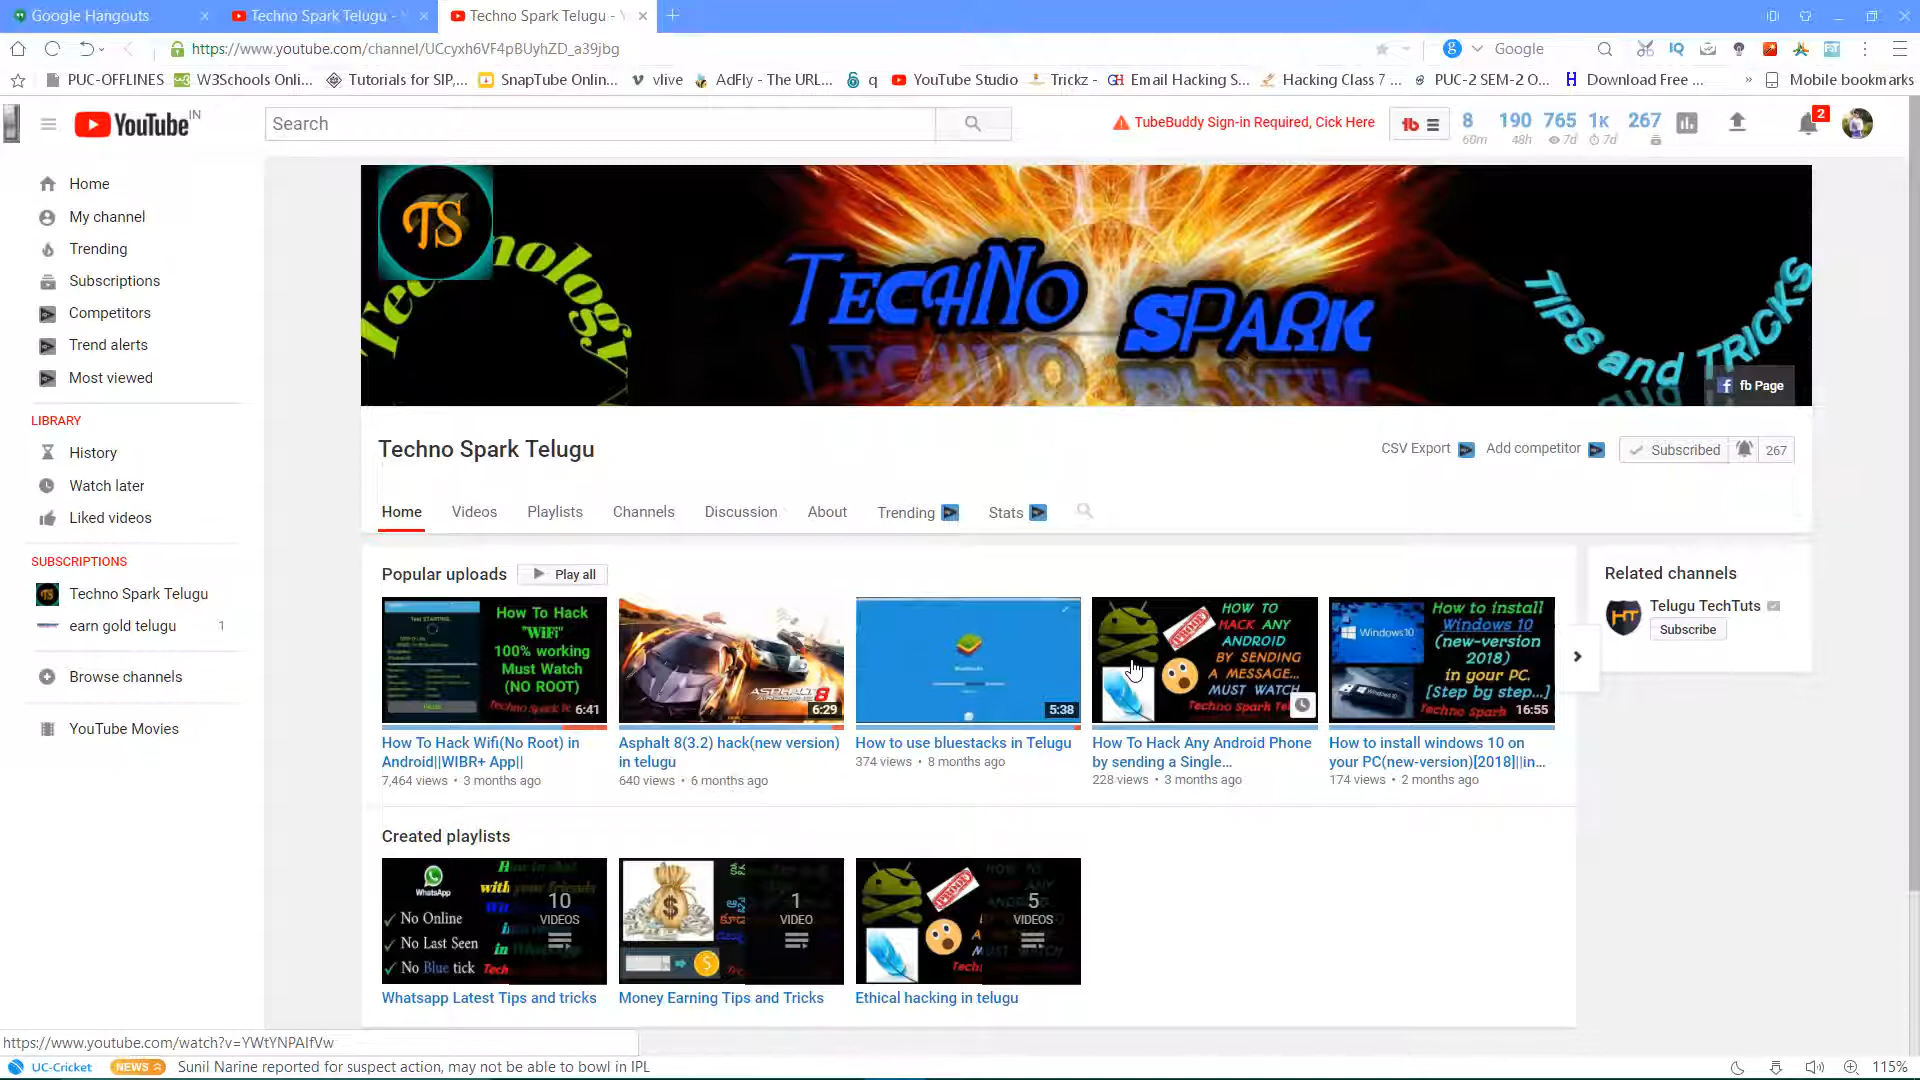 Google Hangouts
Techno Spark Telugu -
Techno Spark Telugu - Y
https://www.youtube.com/channel/UCcyxh6VF4pBUyhZD_a39jbg
Google
PUC-OFFLINES
W3Schools Onli...
Tutorials for SIP,...
SnapTube Onlin...
vlive
AdFly - The URL...
q
YouTube Studio
Trickz -
GH Email Hacking S...
Hacking Class 7 ...
PUC-2 SEM-2 O...
Download Free ...
Mobile bookmarks
YouTube IN
Search
TubeBuddy Sign-in Required, Cick Here
8 190 765 1K 267
60m 48h 7d 7d
2
Home
My channel
Trending
Subscriptions
Competitors
Trend alerts
Most viewed
LIBRARY
History
Watch later
Liked videos
SUBSCRIPTIONS
Techno Spark Telugu
earn gold telugu 1
Browse channels
YouTube Movies
TS
Technology
TECHNO SPARK
TIPS and TRICKS
fb Page
Techno Spark Telugu
CSV Export
Add competitor
Subscribed 267
Home Videos Playlists Channels Discussion About Trending Stats
Popular uploads
Play all
How To Hack
"WiFi"
100% working
Must Watch
(NO ROOT)
6:41
ASPHALT 8
6:29
5:38
PROOF
HOW TO
HACK ANY
ANDROID
BY SENDING
A MESSAGE...
MUST WATCH
Windows 10
How to install
Windows 10
(new-version
2018)
in your PC.
[Step by step...]
Techno Spark
16:55
How To Hack Wifi(No Root) in
Android||WIBR+ App||
7,464 views • 3 months ago
Asphalt 8(3.2) hack(new version)
in telugu
640 views • 6 months ago
How to use bluestacks in Telugu
374 views • 8 months ago
How To Hack Any Android Phone
by sending a Single...
228 views • 3 months ago
How to install windows 10 on
your PC(new-version)[2018]||in...
174 views • 2 months ago
Related channels
Telugu TechTuts
Subscribe
Created playlists
WhatsApp
No Online
No Last Seen
No Blue tick
10
VIDEOS
1
VIDEO
PROOF
5
VIDEOS
Whatsapp Latest Tips and tricks
Money Earning Tips and Tricks
Ethical hacking in telugu
https://www.youtube.com/watch?v=YWtYNPAIfVw
UC-Cricket
NEWS
Sunil Narine reported for suspect action, may not be able to bowl in IPL
115%